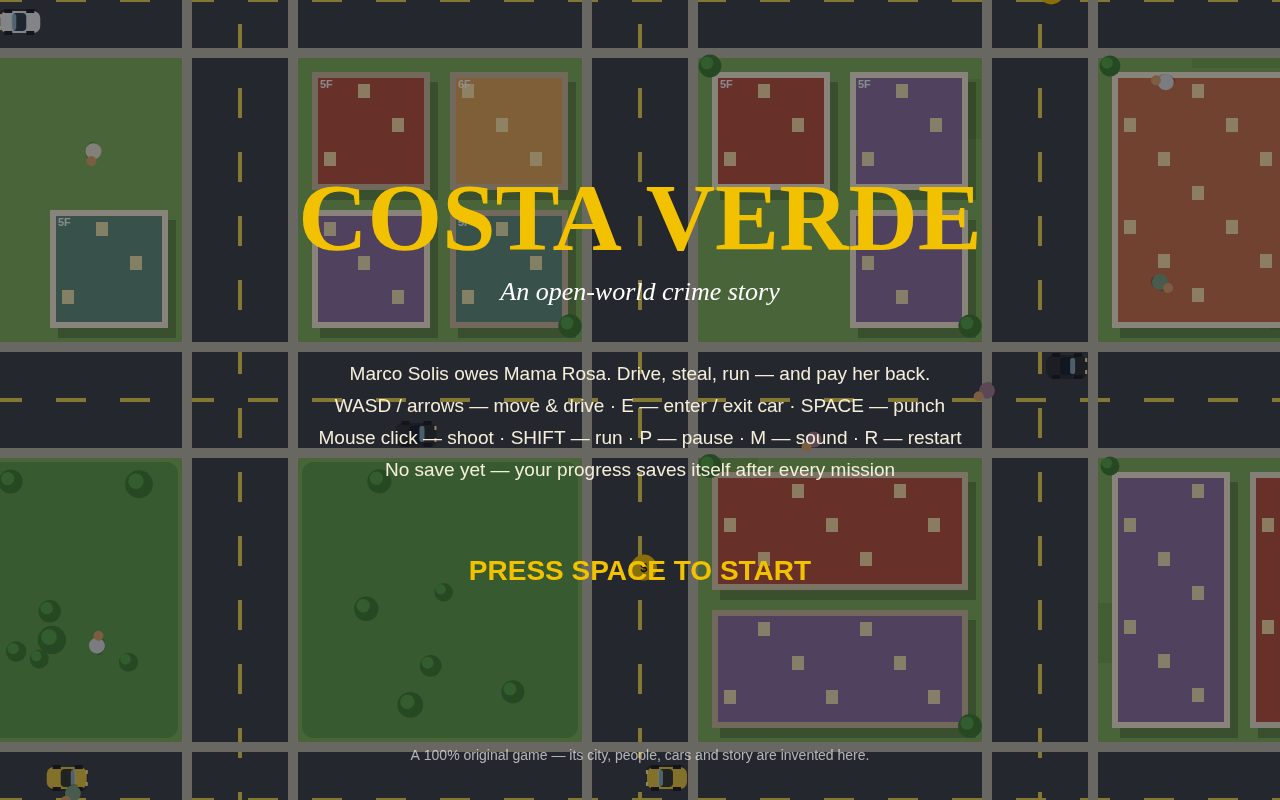 5F
6F
5F
5F
COSTA VERDE
5F
An open-world crime story
Marco Solis owes Mama Rosa. Drive, steal, run — and pay her back.
WASD / arrows — move & drive · E — enter / exit car · SPACE — punch
Mouse click — shoot · SHIFT — run · P — pause · M — sound · R — restart
No save yet — your progress saves itself after every mission
PRESS SPACE TO START
A 100% original game — its city, people, cars and story are invented here.